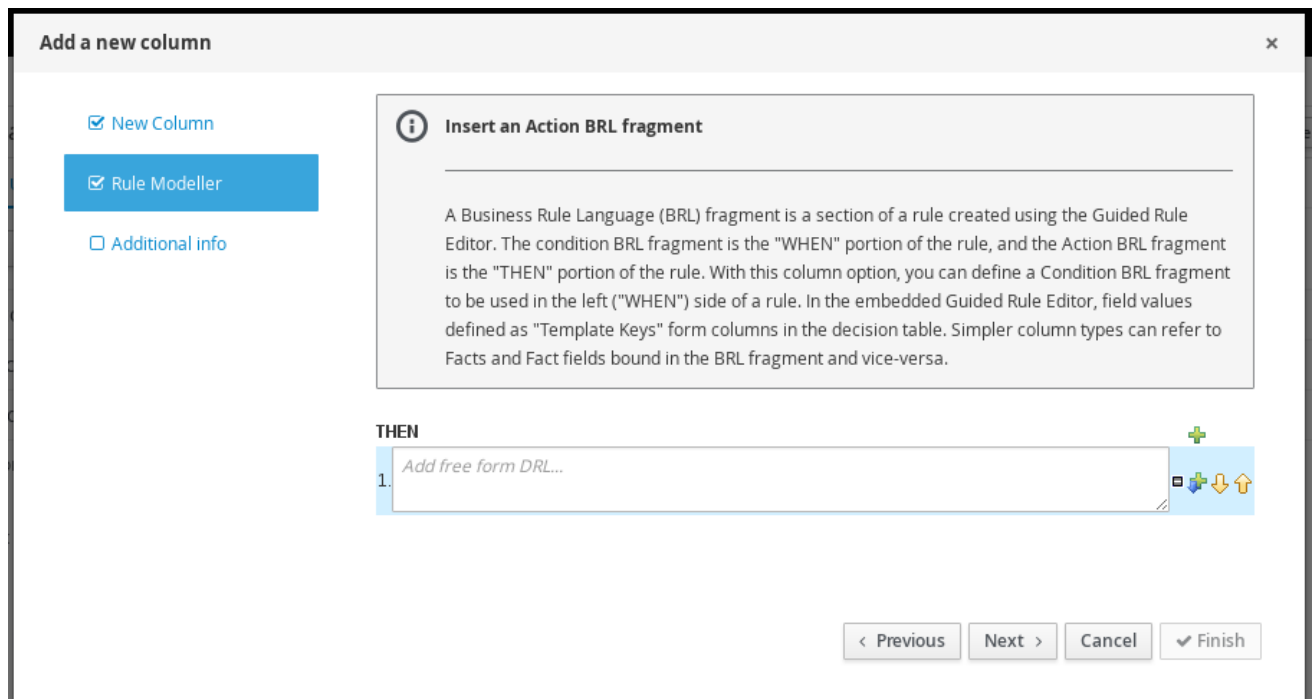 Add a new column
×
New Column
Rule Modeller
Additional info
Insert an Action BRL fragment
A Business Rule Language (BRL) fragment is a section of a rule created using the Guided Rule
Editor. The condition BRL fragment is the "WHEN" portion of the rule, and the Action BRL fragment
is the "THEN" portion of the rule. With this column option, you can define a Condition BRL fragment
to be used in the left ("WHEN") side of a rule. In the embedded Guided Rule Editor, field values
defined as "Template Keys" form columns in the decision table. Simpler column types can refer to
Facts and Fact fields bound in the BRL fragment and vice-versa.
THEN
1. Add free form DRL...
‹ Previous Next › Cancel ✔ Finish